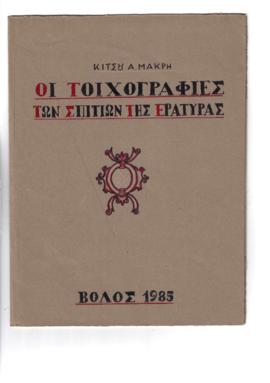 ΚΙΤΣΟΥ Α. ΜΑΚΡΗ
ΟΙ ΤΟΙΧΟΓΡΑΦΙΕΣ
ΤΩΝ ΣΠΙΤΙΩΝ ΤΗΣ ΕΡΑΤΥΡΑΣ
ΒΟΛΟΣ 1985